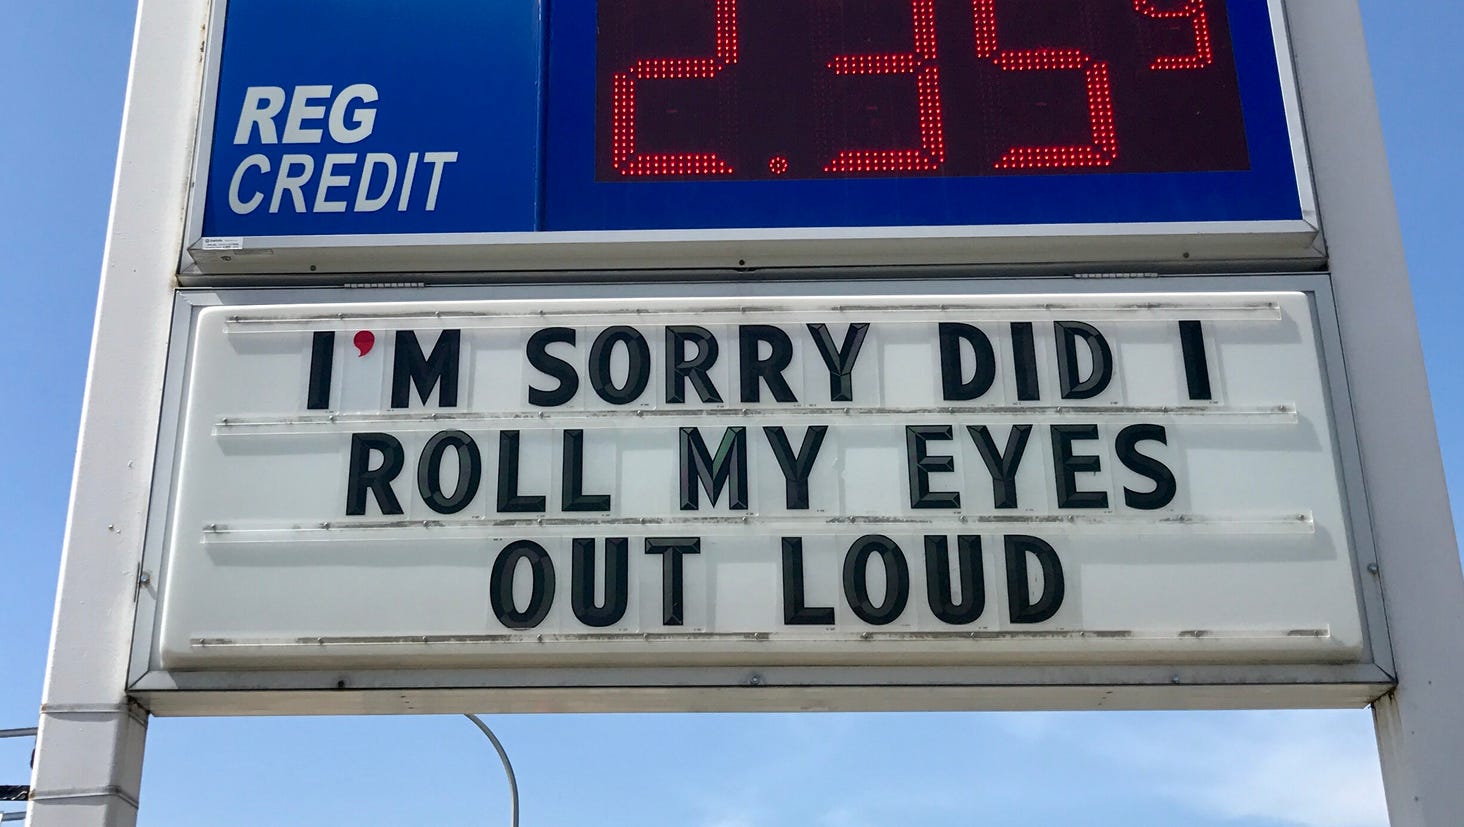 REG
CREDIT
2.35 9
I'M SORRY DID I
ROLL MY EYES
OUT LOUD